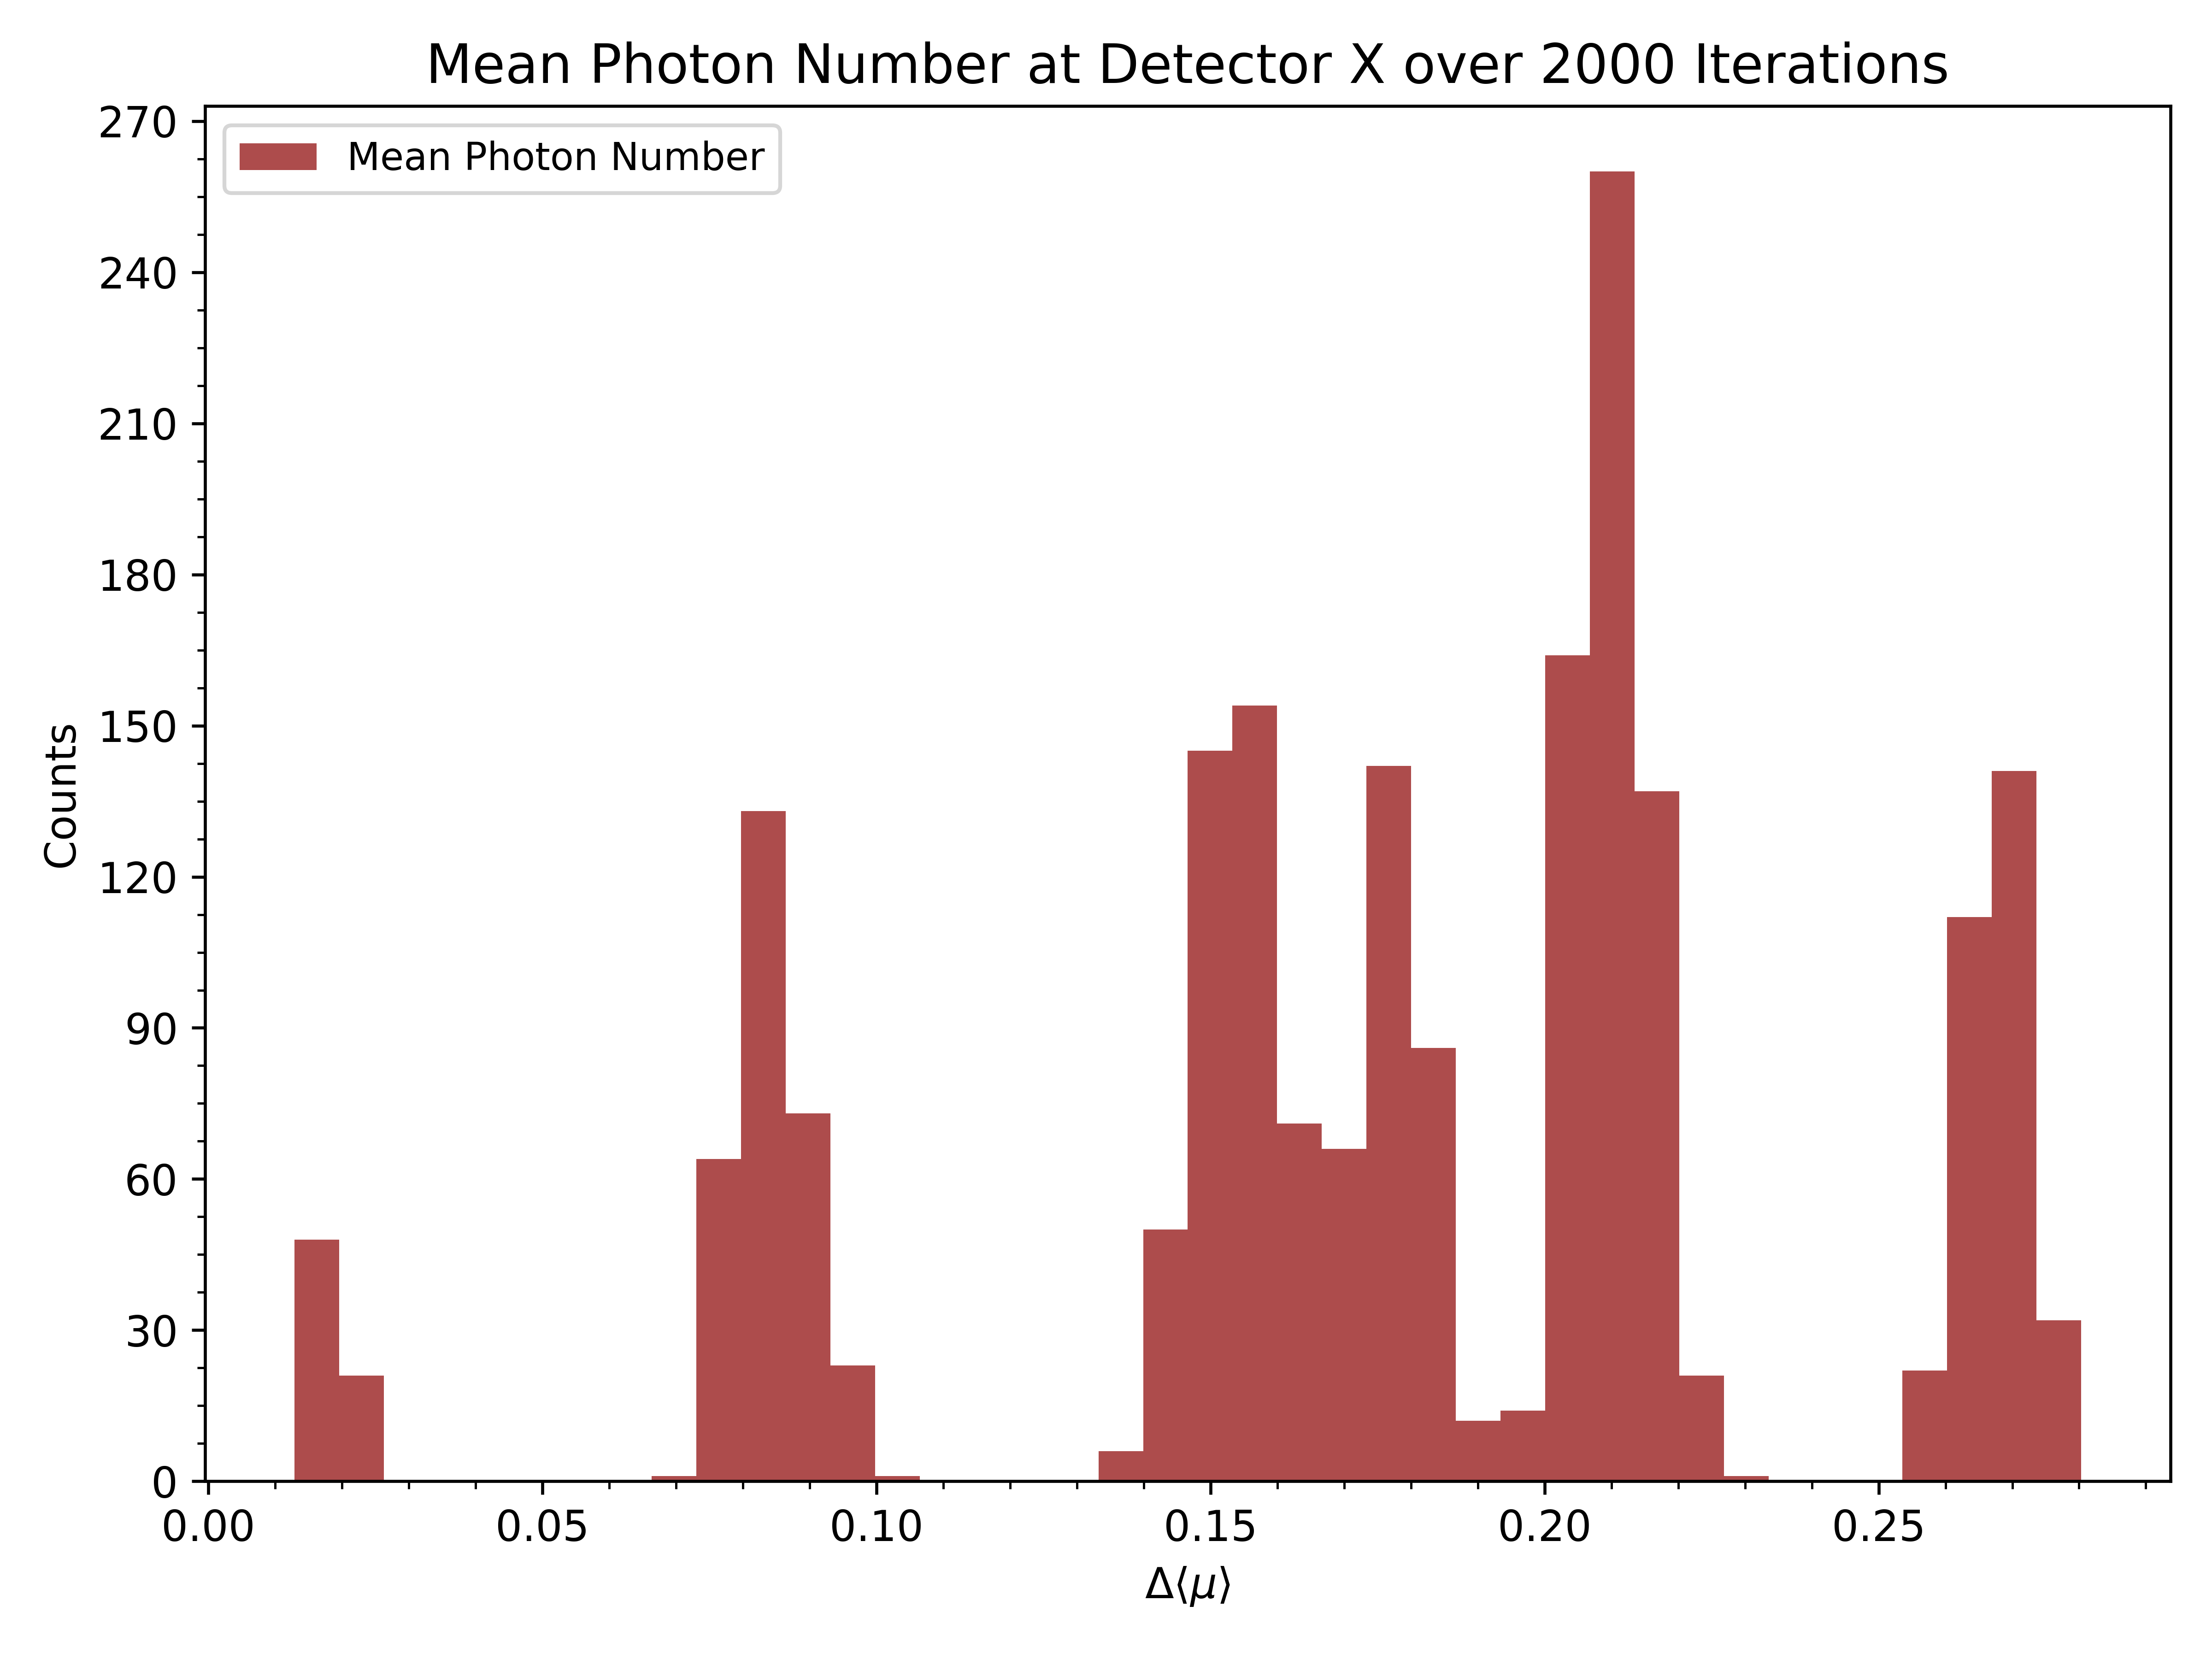 Mean Photon Number at Detector X over 2000 Iterations
Mean Photon Number
270
240
210
180
150
120
90
60
30
0
Counts
0.00 0.05 0.10 0.15 0.20 0.25
Δ⟨μ⟩